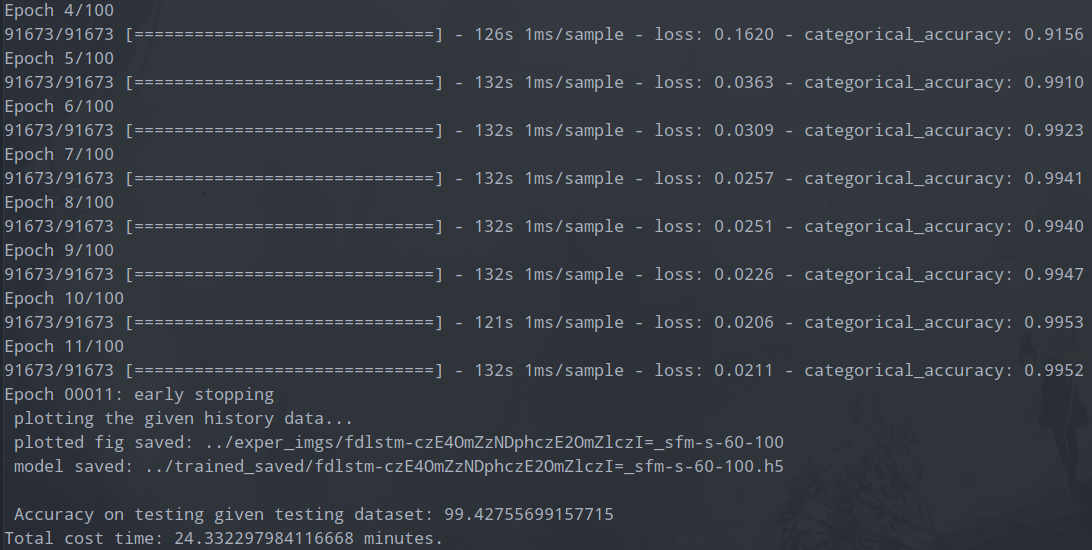 Epoch 4/100
91673/91673 [==============================] - 126s 1ms/sample - loss: 0.1620 - categorical_accuracy: 0.9156
Epoch 5/100
91673/91673 [==============================] - 132s 1ms/sample - loss: 0.0363 - categorical_accuracy: 0.9910
Epoch 6/100
91673/91673 [==============================] - 132s 1ms/sample - loss: 0.0309 - categorical_accuracy: 0.9923
Epoch 7/100
91673/91673 [==============================] - 132s 1ms/sample - loss: 0.0257 - categorical_accuracy: 0.9941
Epoch 8/100
91673/91673 [==============================] - 132s 1ms/sample - loss: 0.0251 - categorical_accuracy: 0.9940
Epoch 9/100
91673/91673 [==============================] - 132s 1ms/sample - loss: 0.0226 - categorical_accuracy: 0.9947
Epoch 10/100
91673/91673 [==============================] - 121s 1ms/sample - loss: 0.0206 - categorical_accuracy: 0.9953
Epoch 11/100
91673/91673 [==============================] - 132s 1ms/sample - loss: 0.0211 - categorical_accuracy: 0.9952
Epoch 00011: early stopping
plotting the given history data...
plotted fig saved: ../exper_imgs/fdlstm-czE4OmZzNDphczE2OmZlczI=_sfm-s-60-100
model saved: ../trained_saved/fdlstm-czE4OmZzNDphczE2OmZlczI=_sfm-s-60-100.h5
Accuracy on testing given testing dataset: 99.42755699157715
Total cost time: 24.332297984116668 minutes.